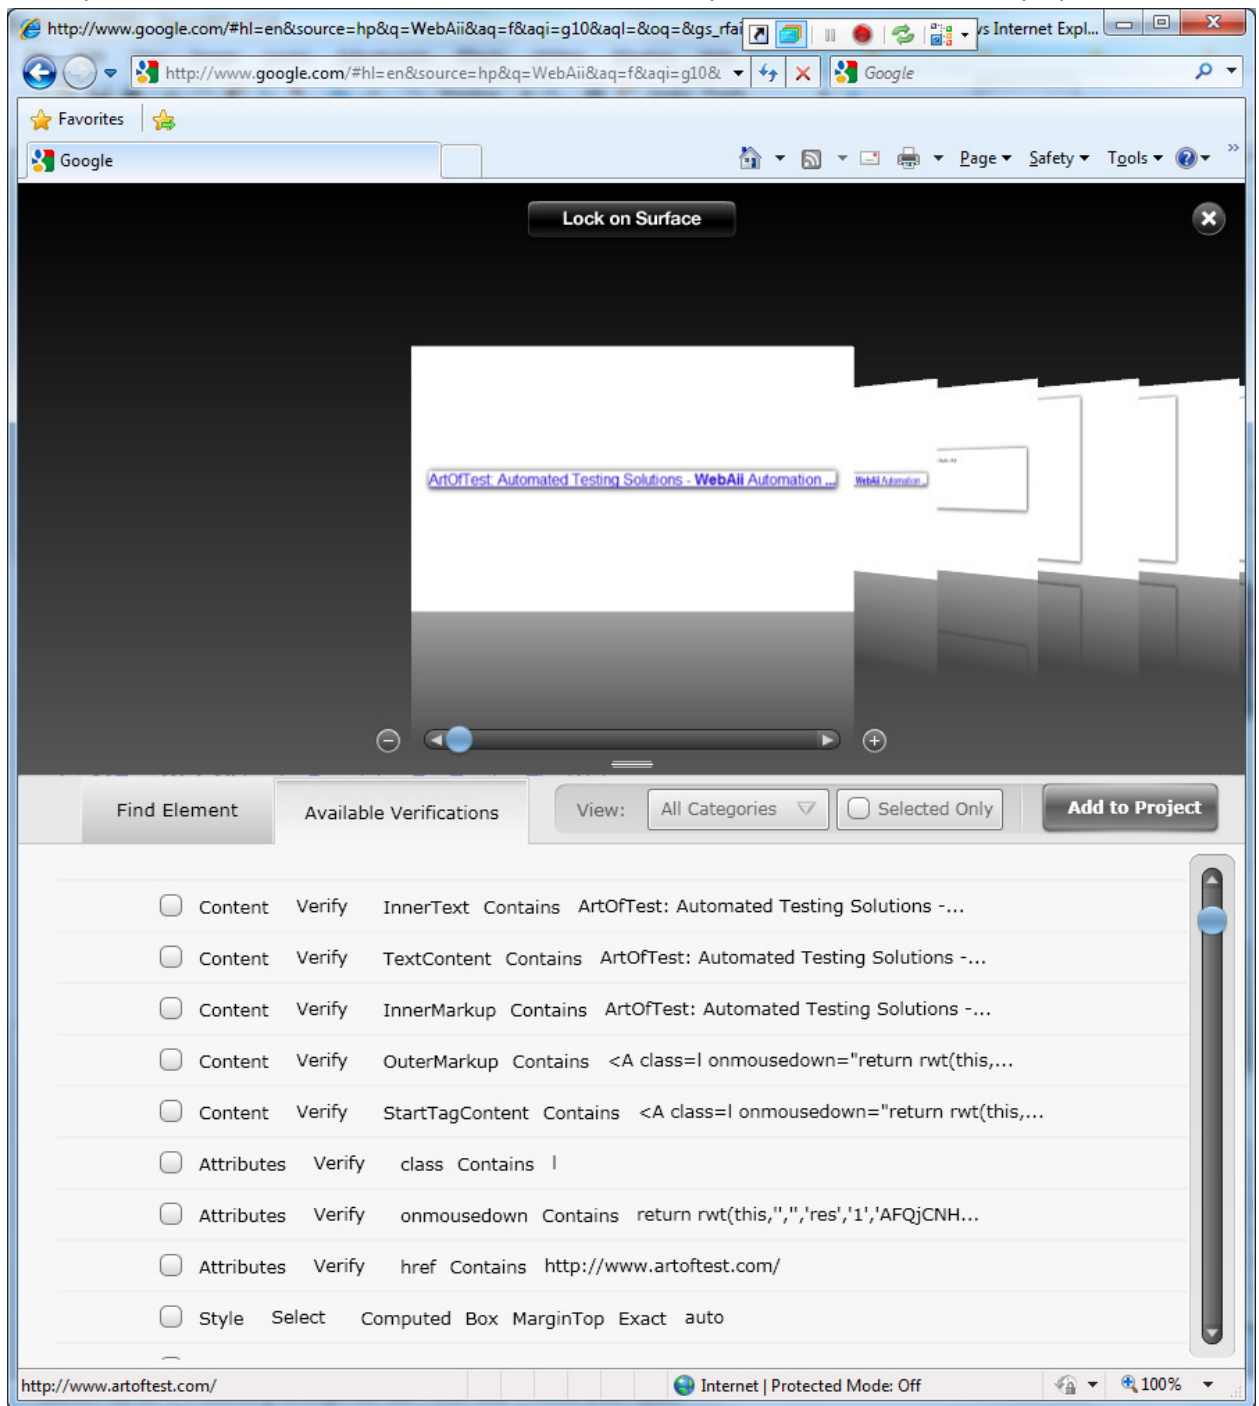 http://www.google.com/#hl=en&source=hp&q=WebAii&aq=f&aqi=g10&aql=&oq=&gs_rfai
vs Internet Expl...
http://www.google.com/#hl=en&source=hp&q=WebAii&aq=f&aqi=g10&
Google
Favorites
Google
Page
Safety
Tools
Lock on Surface
ArtOfTest: Automated Testing Solutions - WebAii Automation ...
WebAii Automation ...
Find Element
Available Verifications
View:
All Categories
Selected Only
Add to Project
Content Verify InnerText Contains ArtOfTest: Automated Testing Solutions -...
Content Verify TextContent Contains ArtOfTest: Automated Testing Solutions -...
Content Verify InnerMarkup Contains ArtOfTest: Automated Testing Solutions -...
Content Verify OuterMarkup Contains <A class=l onmousedown="return rwt(this,...
Content Verify StartTagContent Contains <A class=l onmousedown="return rwt(this,...
Attributes Verify class Contains l
Attributes Verify onmousedown Contains return rwt(this,'','','res','1','AFQjCNH...
Attributes Verify href Contains http://www.artoftest.com/
Style Select Computed Box MarginTop Exact auto
http://www.artoftest.com/
Internet | Protected Mode: Off
100%